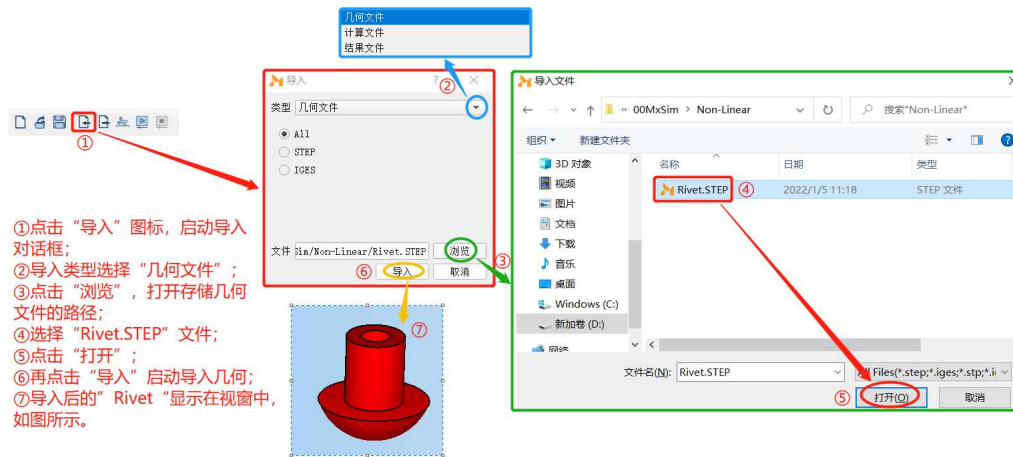 几何文件
计算文件
结果文件
导入
?
×
②
类型 几何文件
All
STEP
IGES
文件 Sim/Non-Linear/Rivet.STEP 浏览
③
⑥ 导入 取消
①
①点击“导入”图标，启动导入
对话框；
②导入类型选择“几何文件”；
③点击“浏览”，打开存储几何
文件的路径；
④选择“Rivet.STEP”文件；
⑤点击“打开”；
⑥再点击“导入”启动导入几何；
⑦导入后的”Rivet“显示在视窗中，
如图所示。
⑦
导入文件
« 00MxSim > Non-Linear
搜索"Non-Linear"
组织 新建文件夹
名称 日期 类型
Rivet.STEP ④ 2022/1/5 11:18 STEP 文件
3D 对象
视频
图片
文档
下载
音乐
桌面
Windows (C:)
新加卷 (D:)
网络
文件名(N): Rivet.STEP
All Files(*.step;*.iges;*.stp;*.i
⑤ 打开(O) 取消